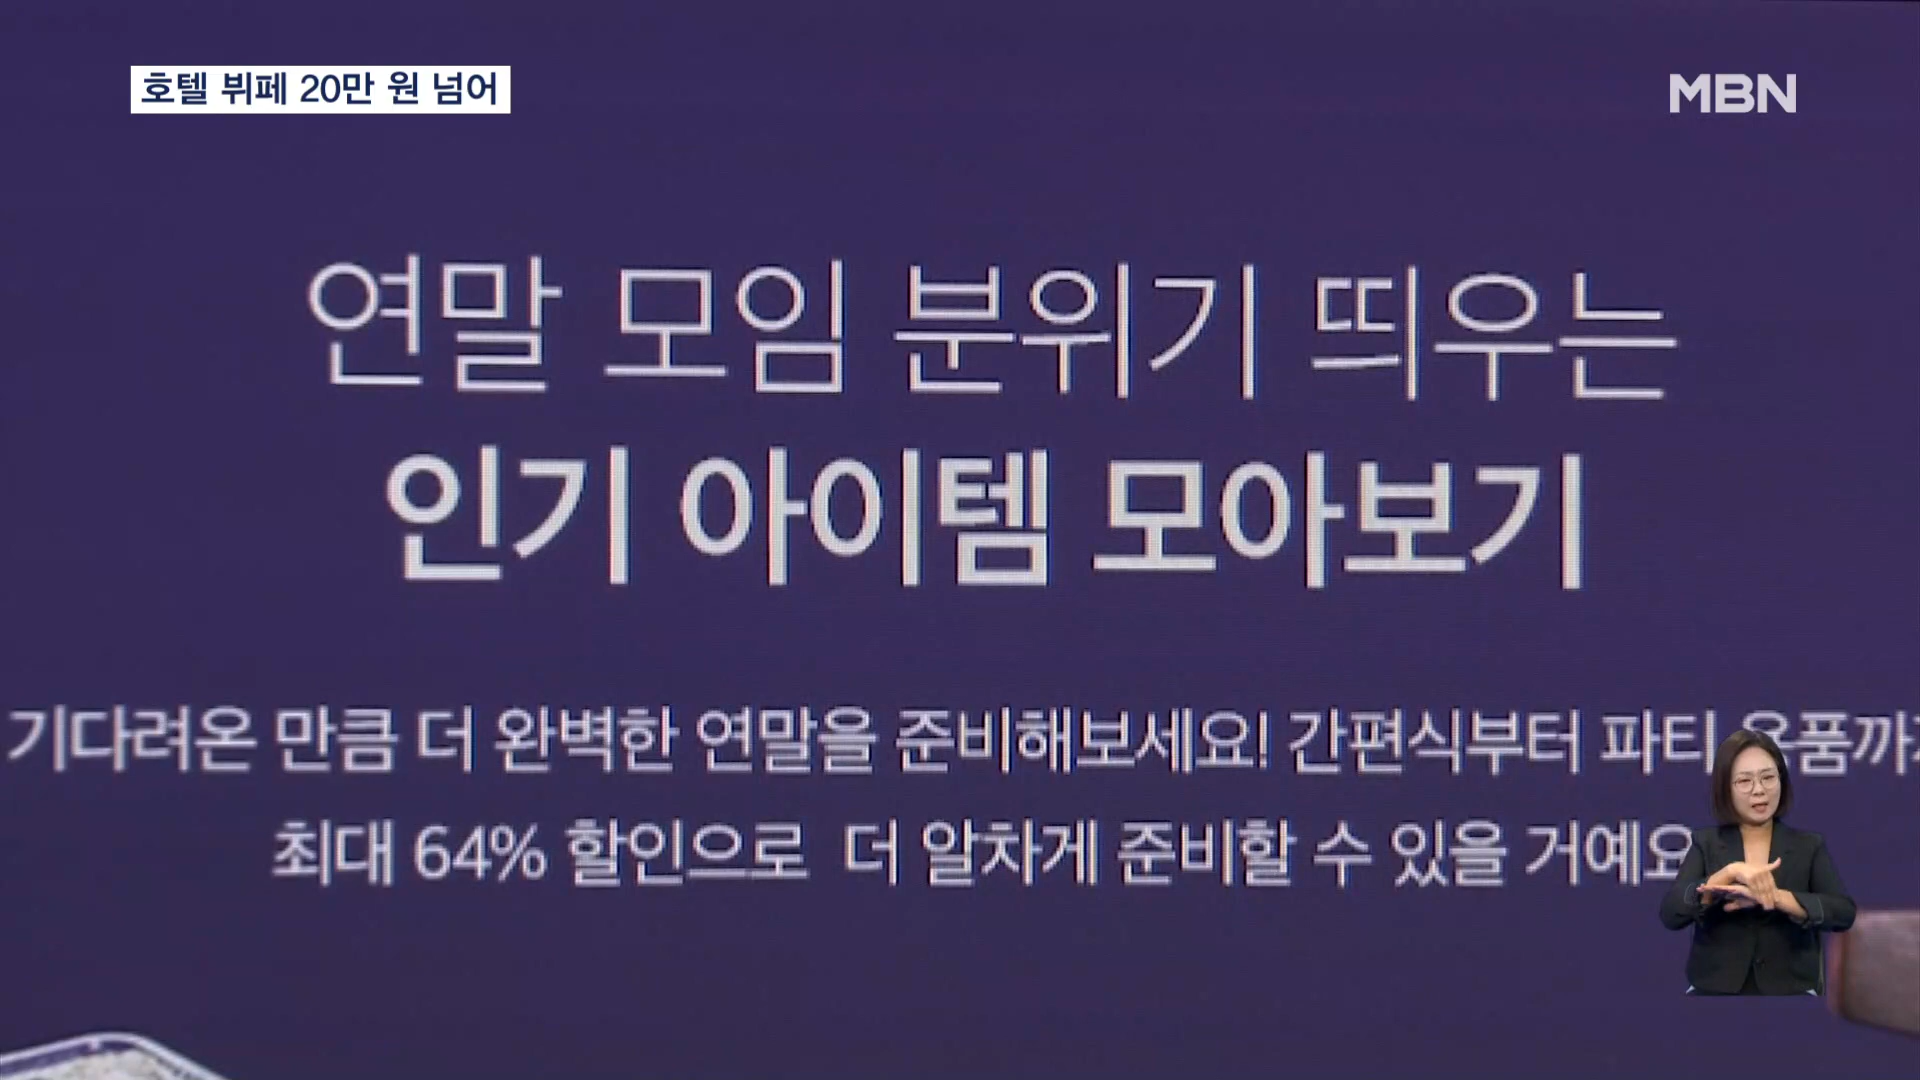 호텔 뷔페 20만 원 넘어
MBN
연말 모임 분위기 띄우는
인기 아이템 모아보기
기다려온 만큼 더 완벽한 연말을 준비해보세요! 간편식부터 파티
최대 64% 할인으로 더 알차게 준비할 수 있을 거예요